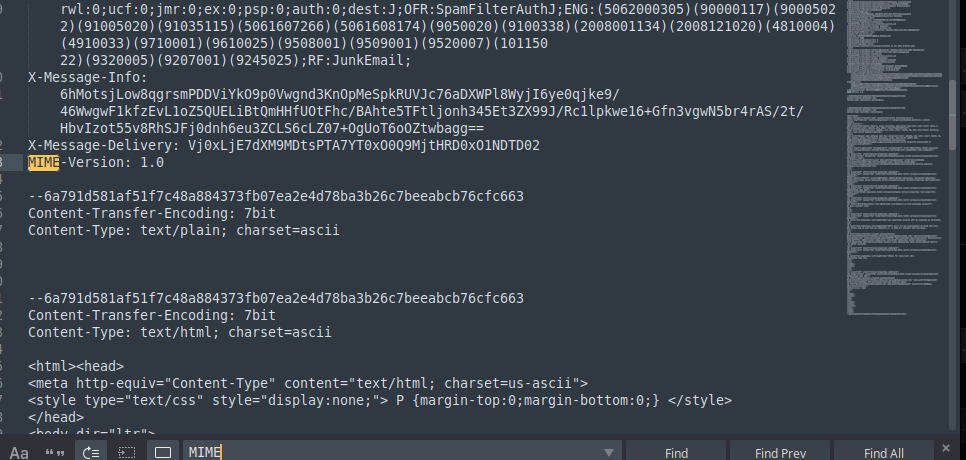 rwl:0;ucf:0;jmr:0;ex:0;psp:0;auth:0;dest:J;OFR:SpamFilterAuthJ;ENG:(5062000305)(90000117)(9000502
2)(91005020)(91035115)(5061607266)(5061608174)(9050020)(9100338)(2008001134)(2008121020)(4810004)
(4910033)(9710001)(9610025)(9508001)(9509001)(9520007)(101150
22)(9320005)(9207001)(9245025);RF:JunkEmail;
X-Message-Info:
6hMotsjLow8qgrsmPDDViYkO9p0Vwgnd3KnOpMeSpkRUVJc76aDXWPl8WyjI6ye0qjke9/
46WwgwF1kfzEvL1oZ5QUELiBtQmHHfUOtFhc/BAhte5TFtljonh345Et3ZX99J/Rc1lpkwe16+Gfn3vgwN5br4rAS/2t/
HbvIzot55v8RhSJFj0dnh6eu3ZCLS6cLZ07+OgUoT6oOZtwbagg==
X-Message-Delivery: Vj0xLjE7dXM9MDtsPTA7YT0xO0Q9MjtHRD0xO1NDTD02
MIME-Version: 1.0
--6a791d581af51f7c48a884373fb07ea2e4d78ba3b26c7beeabcb76cfc663
Content-Transfer-Encoding: 7bit
Content-Type: text/plain; charset=ascii
--6a791d581af51f7c48a884373fb07ea2e4d78ba3b26c7beeabcb76cfc663
Content-Transfer-Encoding: 7bit
Content-Type: text/html; charset=ascii
<html><head>
<meta http-equiv="Content-Type" content="text/html; charset=us-ascii">
<style type="text/css" style="display:none;"> P {margin-top:0;margin-bottom:0;} </style>
</head>
<body dir="ltr">
Aa MIME Find Find Prev Find All